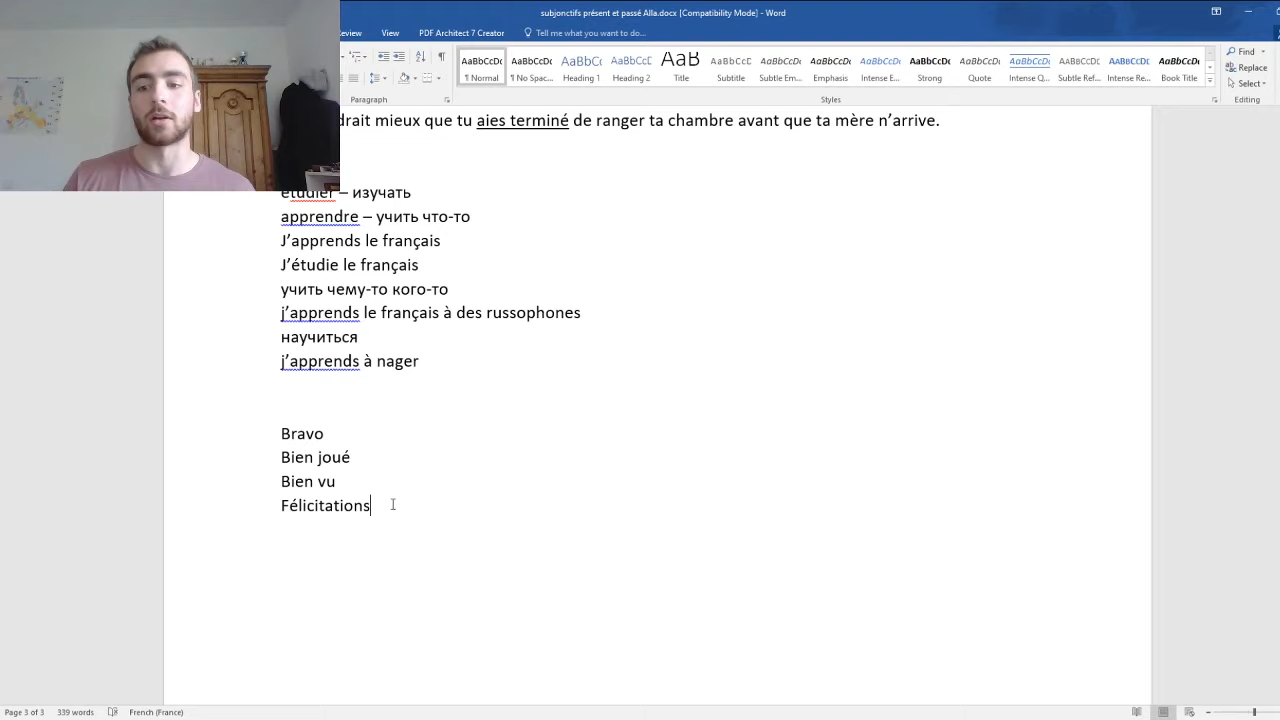 subjonctifs présent et passé Alla.docx [Compatibility Mode] - Word
View PDF Architect 7 Creator Tell me what you want to do...
AaBbCcDc AaBbCcDc AaBbCc AaBbCcD AaB AaBbCcDc AaBbCcDc AaBbCcDc AaBbCcDc AaBbCcDc AaBbCcDc AaBbCcDc AaBbCcDc AaBbCcDc AaBbCcDc
¶ Normal ¶ No Spac... Heading 1 Heading 2 Title Subtitle Subtle Em... Emphasis Intense E... Strong Quote Intense Q... Subtle Ref... Intense Re... Book Title
Find
Replace
Select
Paragraph Styles Editing
mieux que tu aies terminé de ranger ta chambre avant que ta mère n’arrive.
étudier – изучать
apprendre – учить что-то
J’apprends le français
J’étudie le français
учить чему-то кого-то
j’apprends le français à des russophones
научиться
j’apprends à nager
Bravo
Bien joué
Bien vu
Félicitations
Page 3 of 3 339 words French (France)